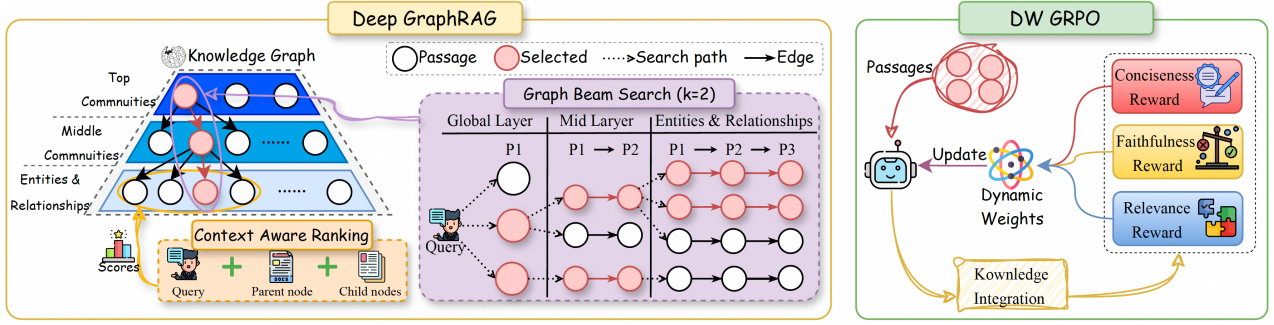 Deep GraphRAG
Knowledge Graph
Passage
Selected
Search path
Edge
Top
Commnuities
Middle
Commnuities
Entities &
Relationships
Scores
Context Aware Ranking
Query
DOCS
Parent node
Child nodes
Graph Beam Search (k=2)
Global Layer
Mid Laryer
Entities & Relationships
P1
P1
P2
P1
P2
P3
Query
DW GRPO
Passages
Update
Dynamic
Weights
Conciseness
Reward
Faithfulness
Reward
Relevance
Reward
Kownledge
Integration